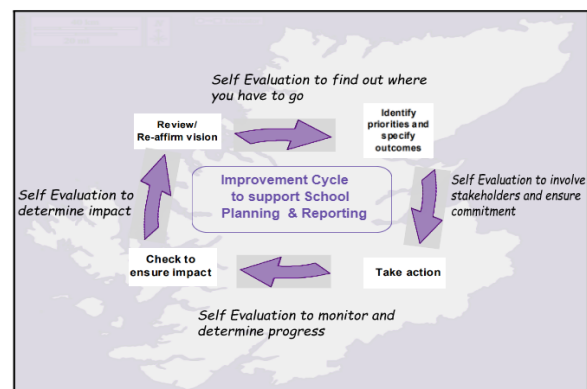 Self Evaluation to find out where
you have to go
Review/
Re-affirm vision
Identify
priorities and
specify
outcomes
Self Evaluation to
determine impact
Improvement Cycle
to support School
Planning & Reporting
Self Evaluation to involve
stakeholders and ensure
commitment
Check to
ensure impact
Take action
Self Evaluation to monitor and
determine progress